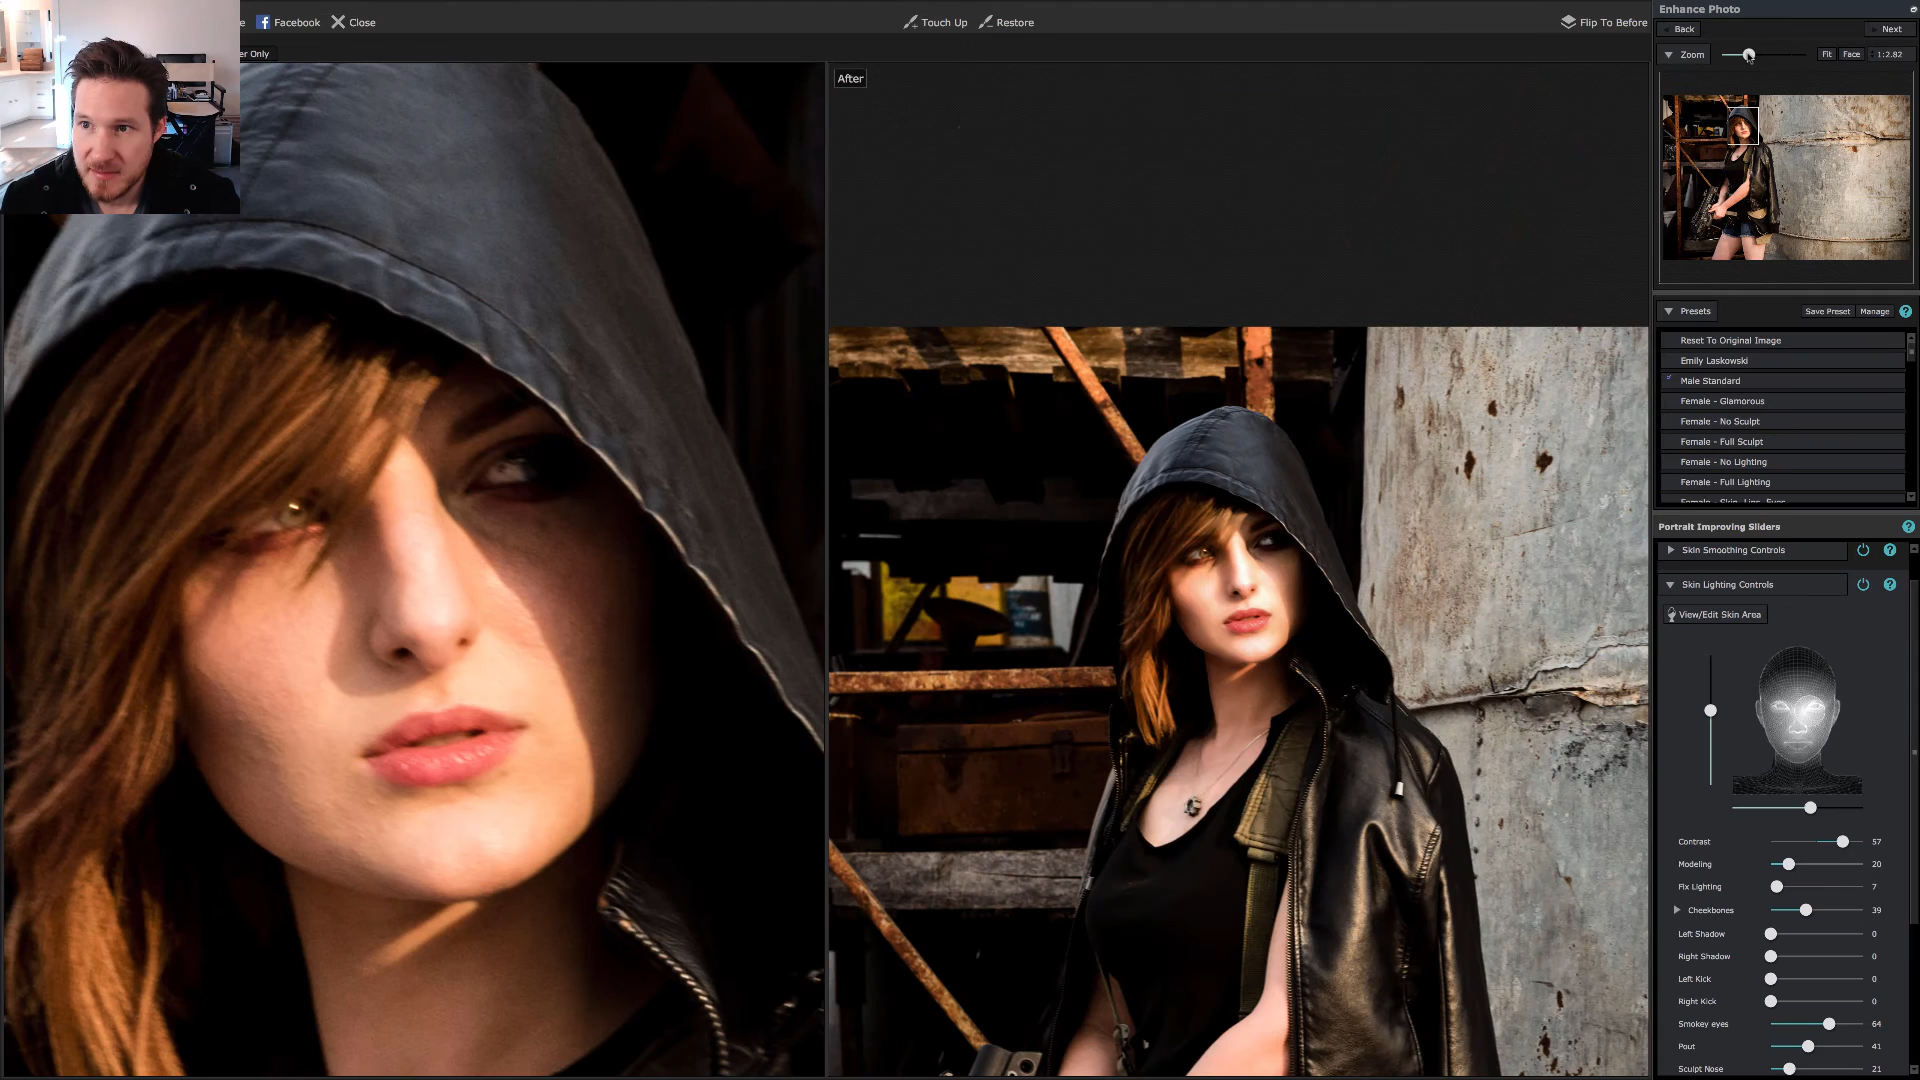 e Facebook Close Touch Up Restore Flip To Before
er Only
After
Enhance Photo
Back Next
Zoom Fit Face 1:2.82
Presets Save Preset Manage ?
Reset To Original Image
Emily Laskowski
Male Standard
Female - Glamorous
Female - No Sculpt
Female - Full Sculpt
Female - No Lighting
Female - Full Lighting
Female - Skin, Lips, Eyes
Portrait Improving Sliders ?
Skin Smoothing Controls ?
Skin Lighting Controls ?
View/Edit Skin Area
Contrast 57
Modeling 20
Fix Lighting 7
Cheekbones 39
Left Shadow 0
Right Shadow 0
Left Kick 0
Right Kick 0
Smokey eyes 64
Pout 41
Sculpt Nose 21